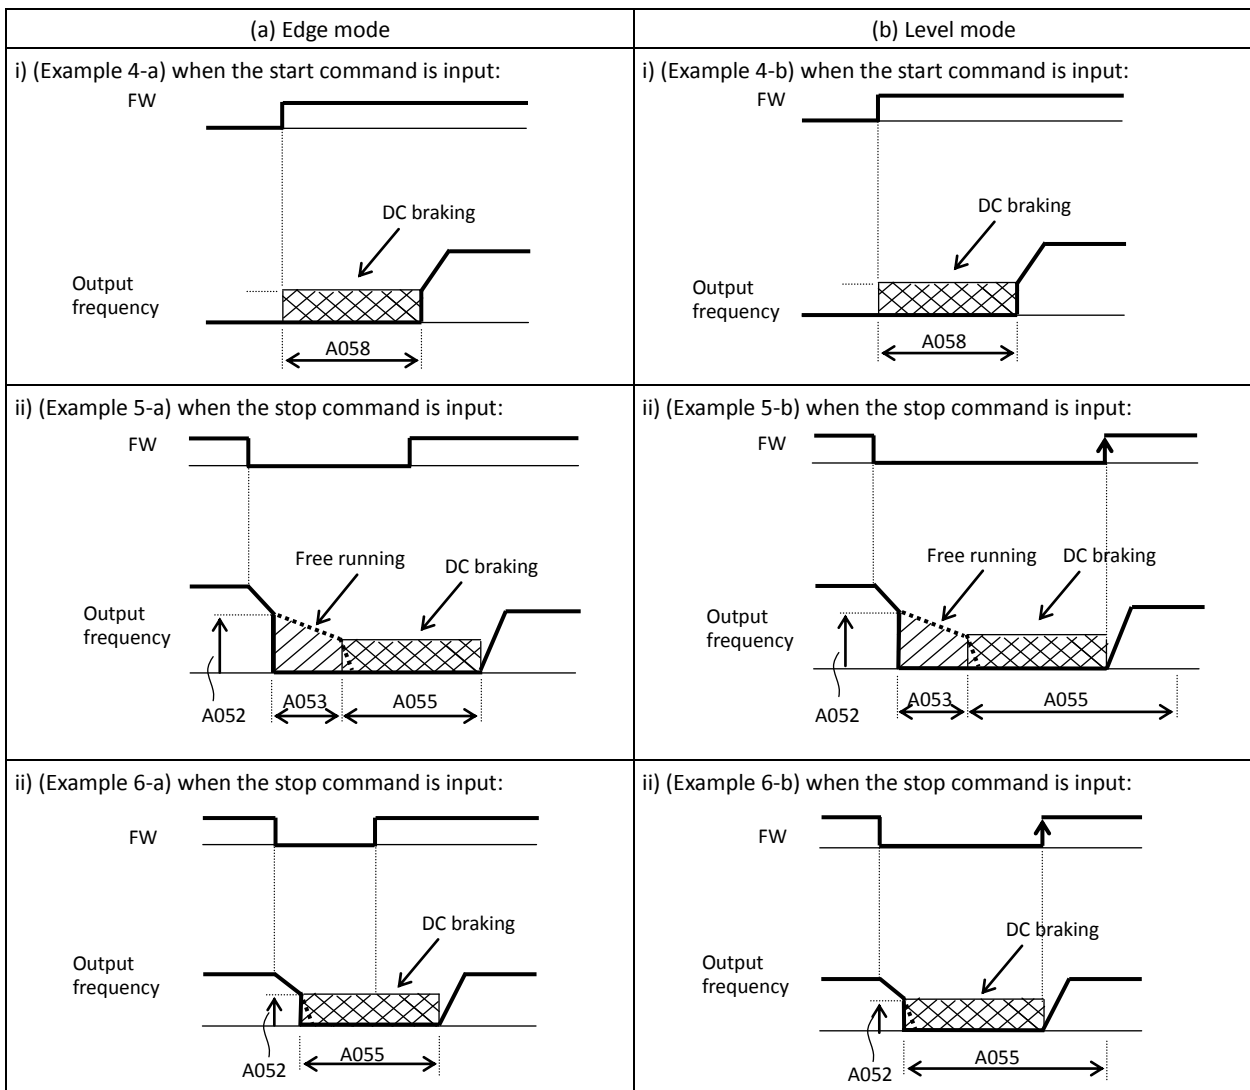 (a) Edge mode
(b) Level mode
i) (Example 4-a) when the start command is input:
FW
DC braking
Output
frequency
A058
i) (Example 4-b) when the start command is input:
FW
DC braking
Output
frequency
A058
ii) (Example 5-a) when the stop command is input:
FW
Free running
DC braking
Output
frequency
A052
A053
A055
ii) (Example 5-b) when the stop command is input:
FW
Free running
DC braking
Output
frequency
A052
A053
A055
ii) (Example 6-a) when the stop command is input:
FW
DC braking
Output
frequency
A052
A055
ii) (Example 6-b) when the stop command is input:
FW
DC braking
Output
frequency
A052
A055